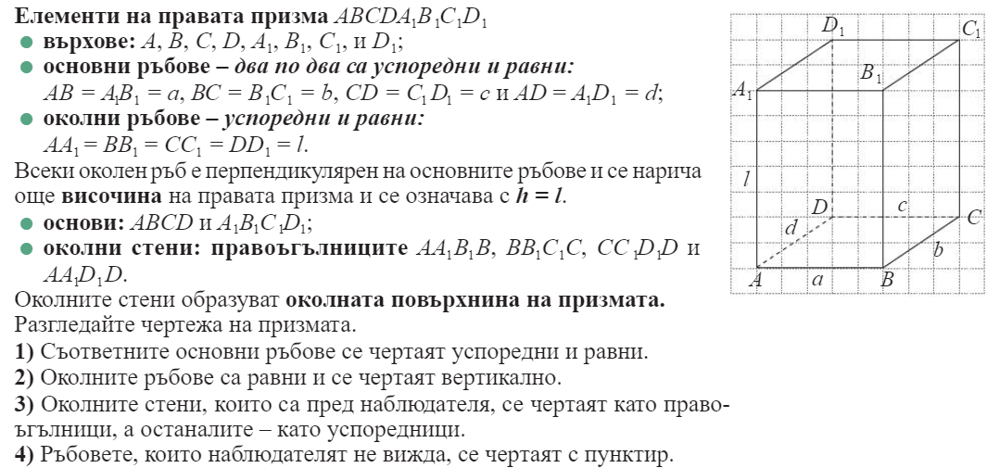 Елементи на правата призма ABCDA₁B₁C₁D₁
● върхове: A, B, C, D, A₁, B₁, C₁, и D₁;
● основни ръбове – два по два са успоредни и равни:
AB = A₁B₁ = a, BC = B₁C₁ = b, CD = C₁D₁ = c и AD = A₁D₁ = d;
● околни ръбове – успоредни и равни:
AA₁ = BB₁ = CC₁ = DD₁ = l.
Всеки околен ръб е перпендикулярен на основните ръбове и се нарича
още височина на правата призма и се означава с h = l.
● основи: ABCD и A₁B₁C₁D₁;
● околни стени: правоъгълниците AA₁B₁B, BB₁C₁C, CC₁D₁D и
AA₁D₁D.
Околните стени образуват околната повърхнина на призмата.
Разгледайте чертежа на призмата.
1) Съответните основни ръбове се чертаят успоредни и равни.
2) Околните ръбове са равни и се чертаят вертикално.
3) Околните стени, които са пред наблюдателя, се чертаят като право-
ъгълници, а останалите – като успоредници.
4) Ръбовете, които наблюдателят не вижда, се чертаят с пунктир.
D₁
C₁
B₁
A₁
l
D
c
C
d
b
A
a
B